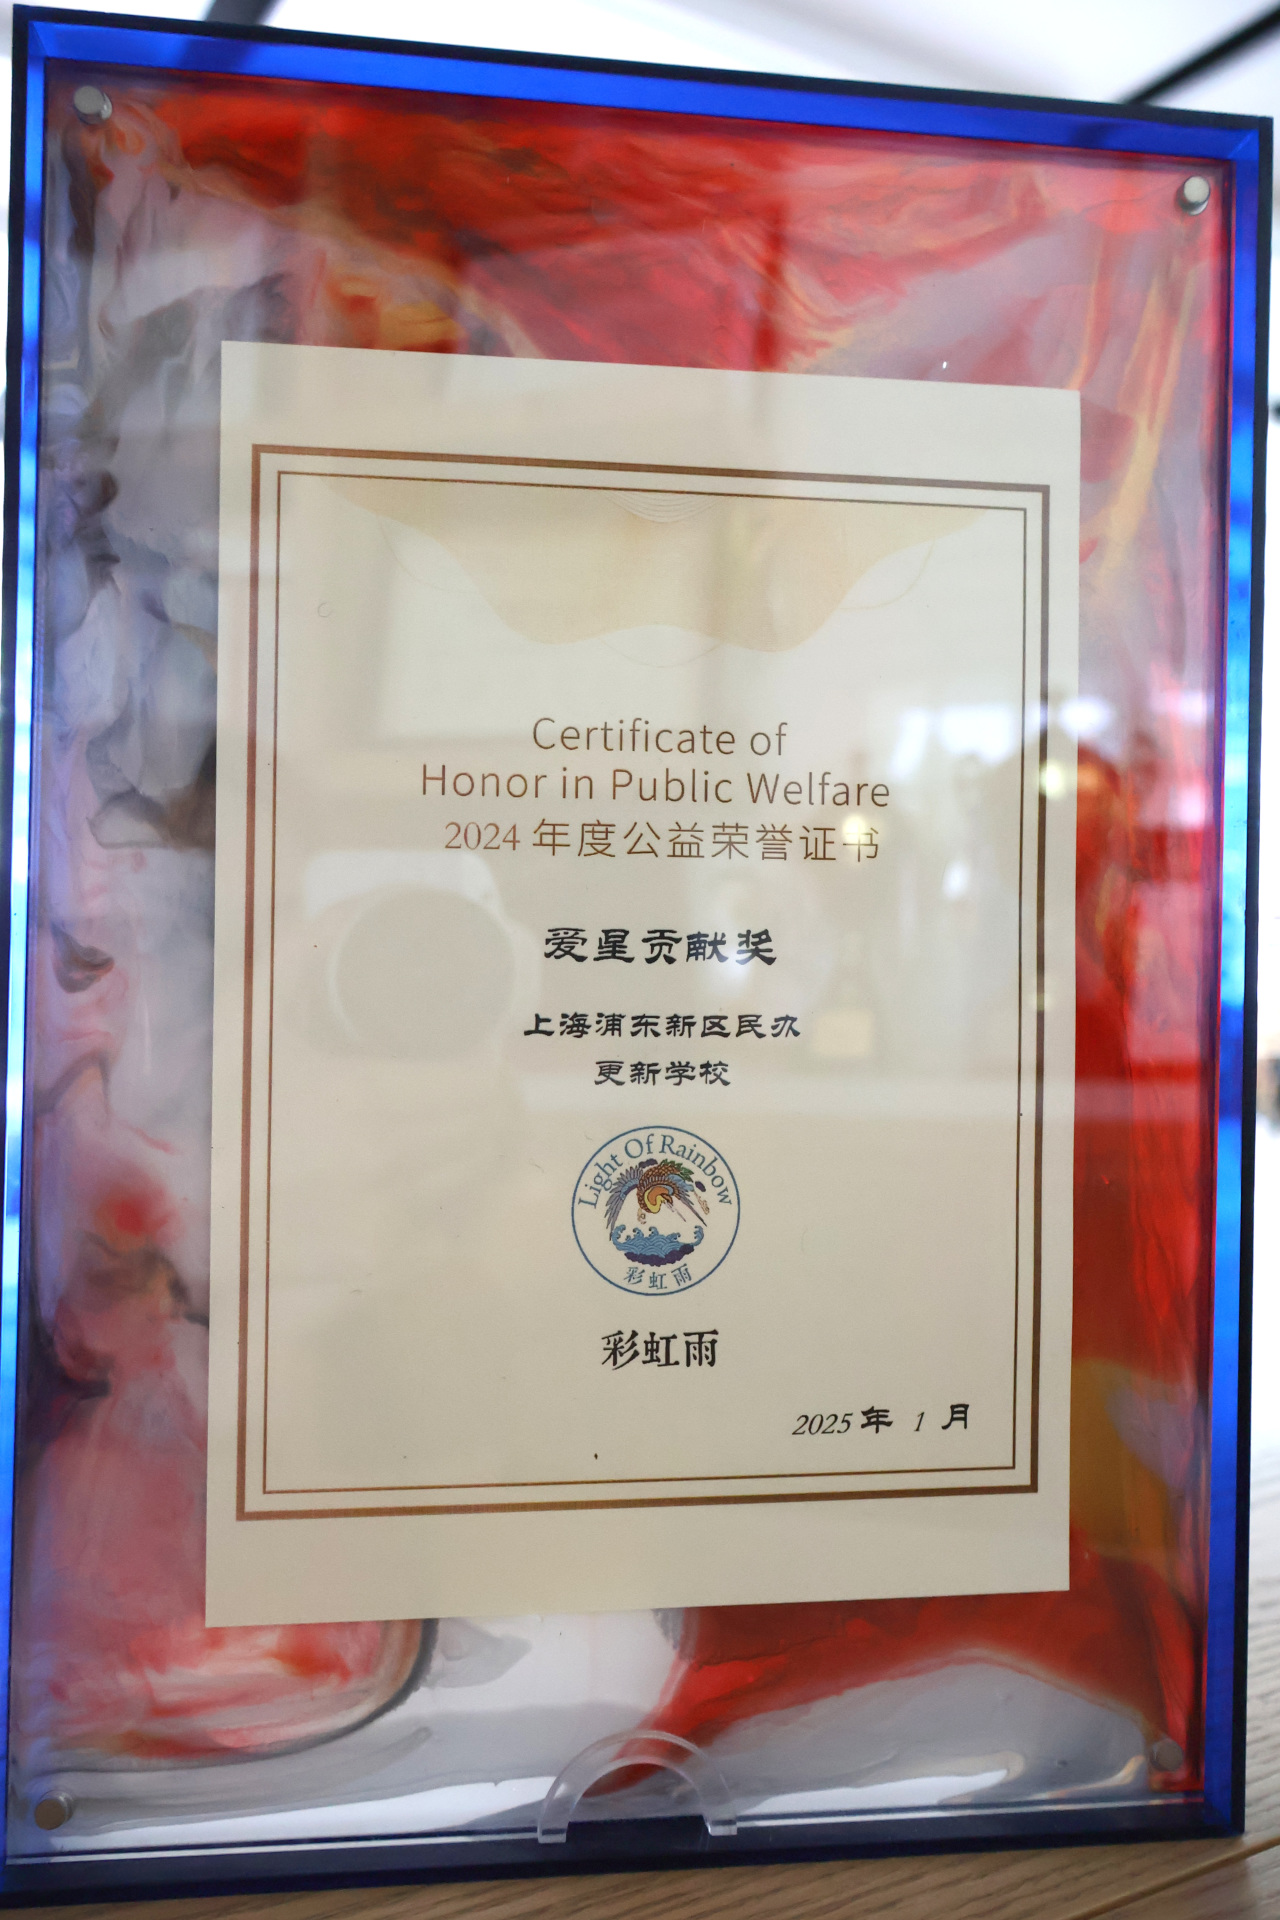 Certificate of
Honor in Public Welfare
2024 年度公益荣誉证书
爱星贡献奖
上海浦东新区民办
更新学校
Light Of Rainbow
彩虹雨
彩虹雨
2025 年 1 月